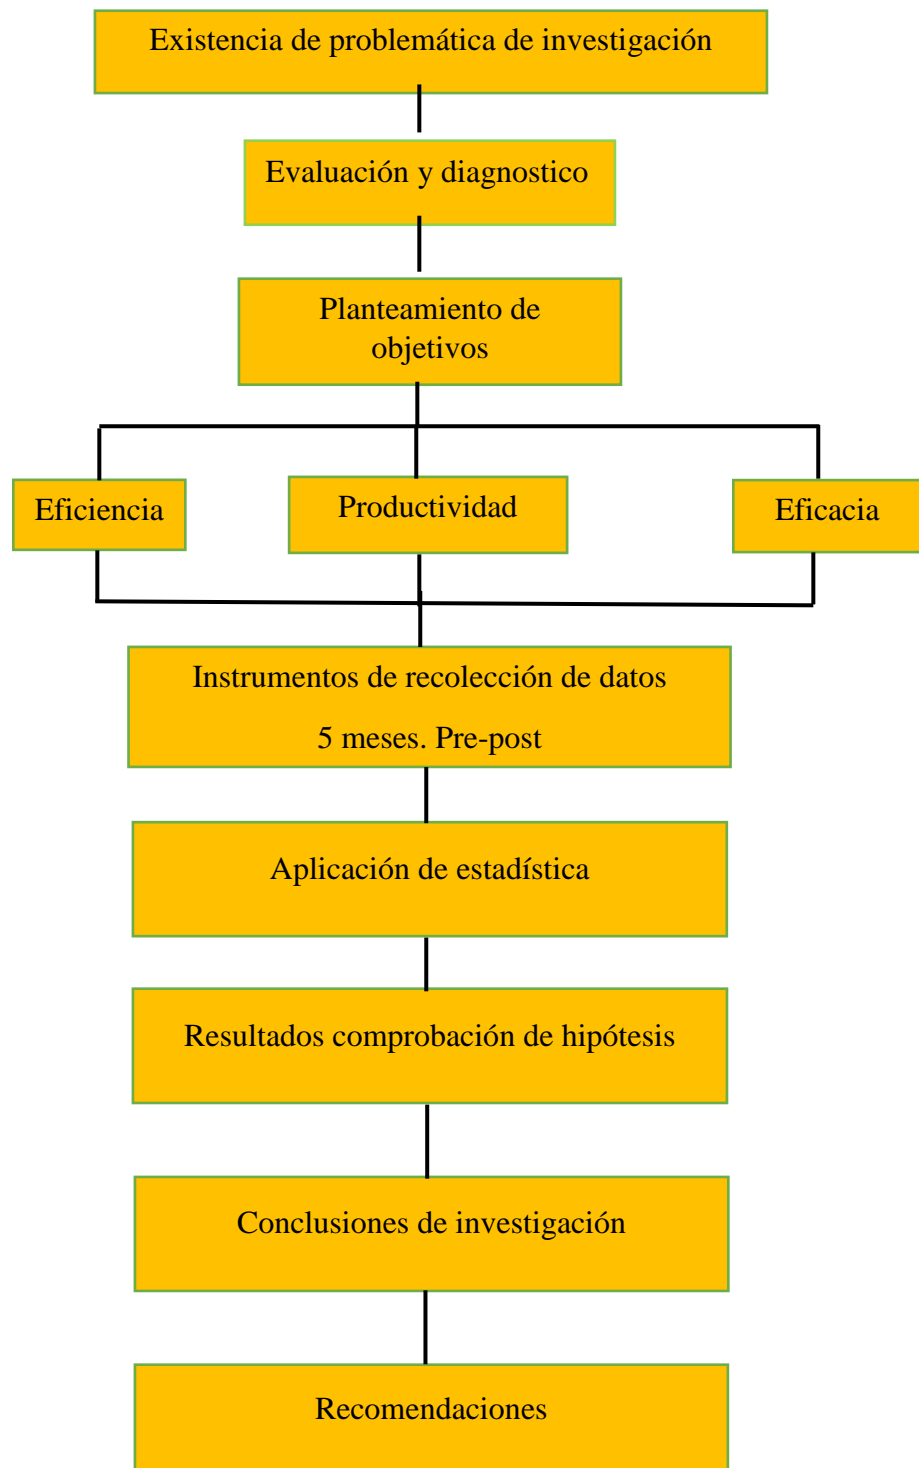 Existencia de problemática de investigación
Evaluación y diagnostico
Planteamiento de
objetivos
Eficiencia
Productividad
Eficacia
Instrumentos de recolección de datos
5 meses. Pre-post
Aplicación de estadística
Resultados comprobación de hipótesis
Conclusiones de investigación
Recomendaciones